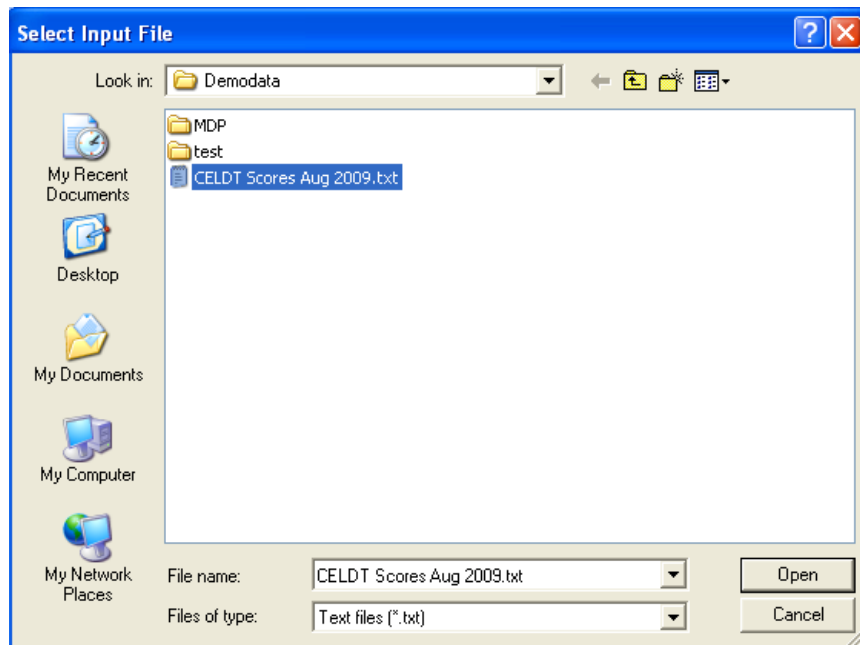 Select Input File
Look in:
Demodata
My Recent
Documents
Desktop
My Documents
My Computer
My Network
Places
MDP
test
CELDT Scores Aug 2009.txt
File name:
CELDT Scores Aug 2009.txt
Open
Files of type:
Text files (*.txt)
Cancel